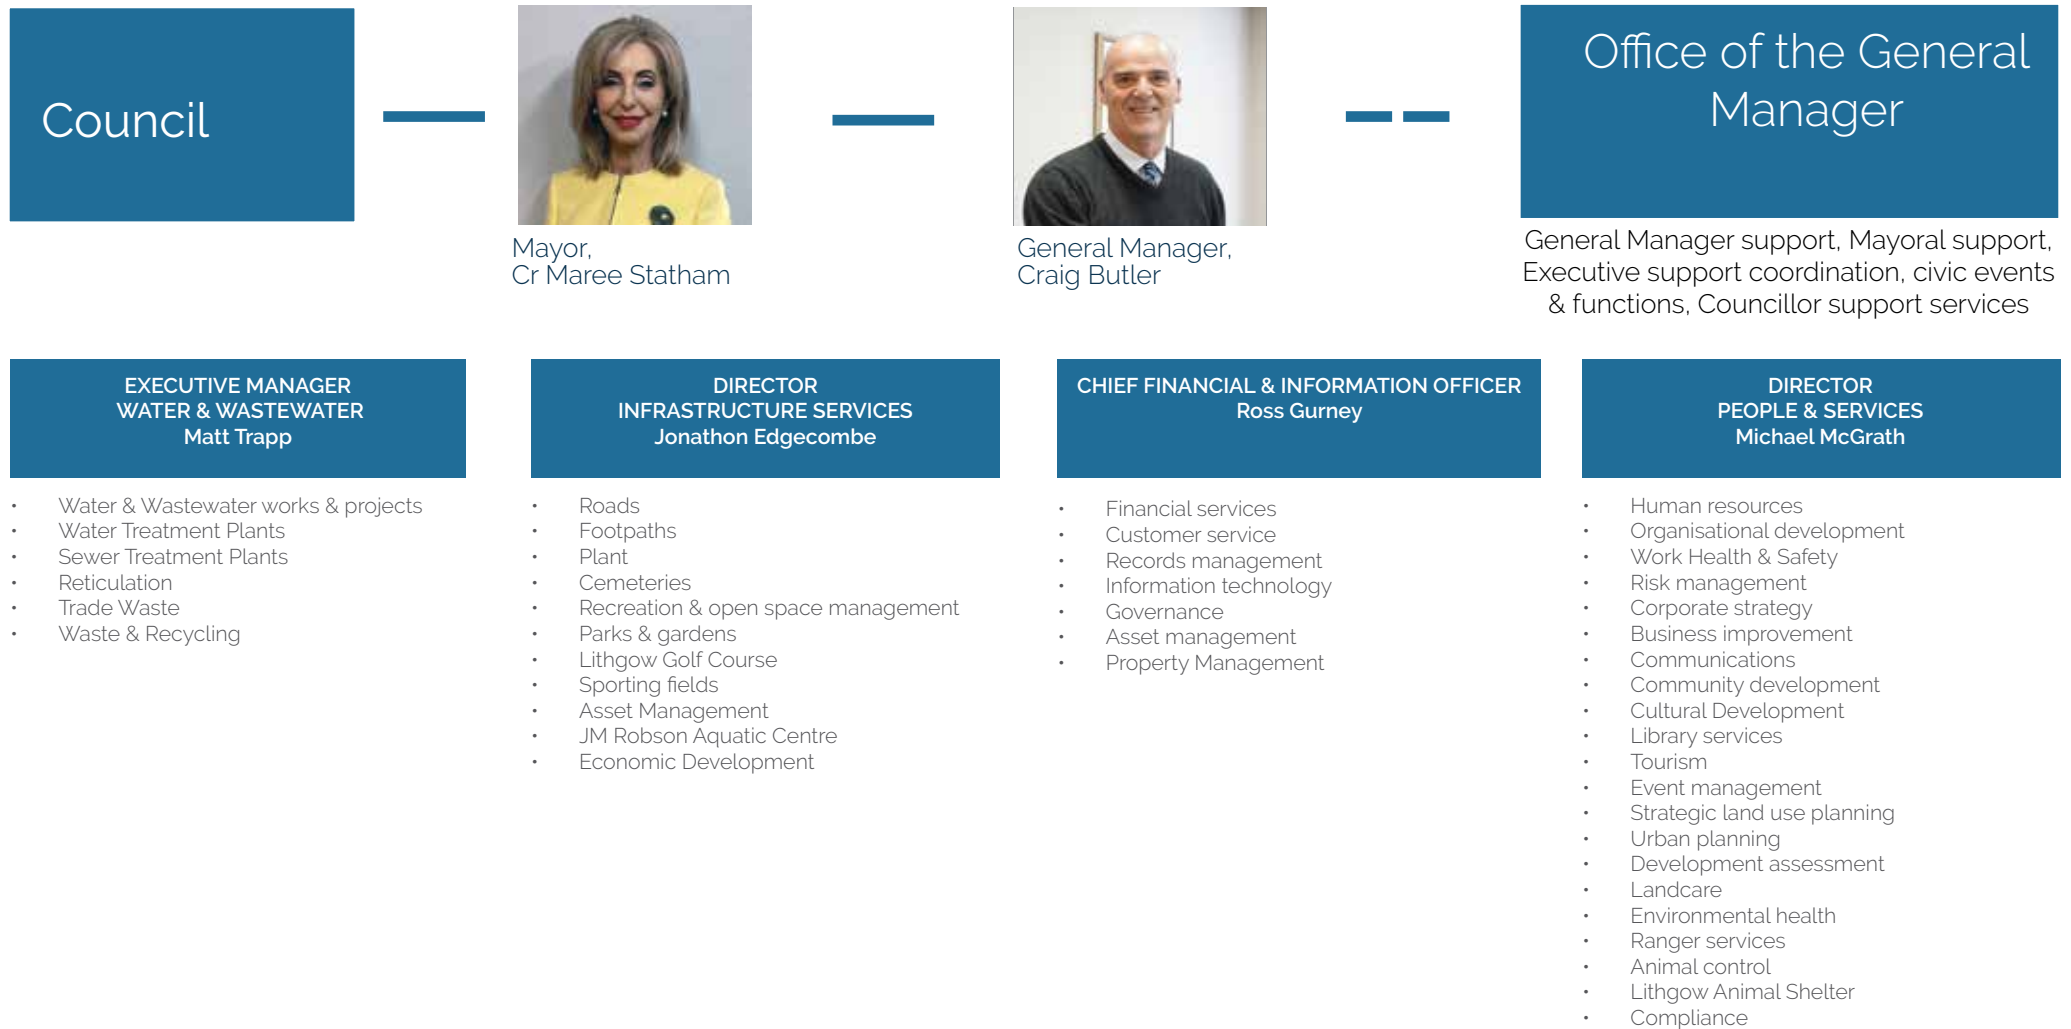 Council
Mayor,
Cr Maree Statham
General Manager,
Craig Butler
Office of the General
Manager
General Manager support, Mayoral support,
Executive support coordination, civic events
& functions, Councillor support services
EXECUTIVE MANAGER
WATER & WASTEWATER
Matt Trapp
• Water & Wastewater works & projects
• Water Treatment Plants
• Sewer Treatment Plants
• Reticulation
• Trade Waste
• Waste & Recycling
DIRECTOR
INFRASTRUCTURE SERVICES
Jonathon Edgecombe
• Roads
• Footpaths
• Plant
• Cemeteries
• Recreation & open space management
• Parks & gardens
• Lithgow Golf Course
• Sporting fields
• Asset Management
• JM Robson Aquatic Centre
• Economic Development
CHIEF FINANCIAL & INFORMATION OFFICER
Ross Gurney
• Financial services
• Customer service
• Records management
• Information technology
• Governance
• Asset management
• Property Management
DIRECTOR
PEOPLE & SERVICES
Michael McGrath
• Human resources
• Organisational development
• Work Health & Safety
• Risk management
• Corporate strategy
• Business improvement
• Communications
• Community development
• Cultural Development
• Library services
• Tourism
• Event management
• Strategic land use planning
• Urban planning
• Development assessment
• Landcare
• Environmental health
• Ranger services
• Animal control
• Lithgow Animal Shelter
• Compliance